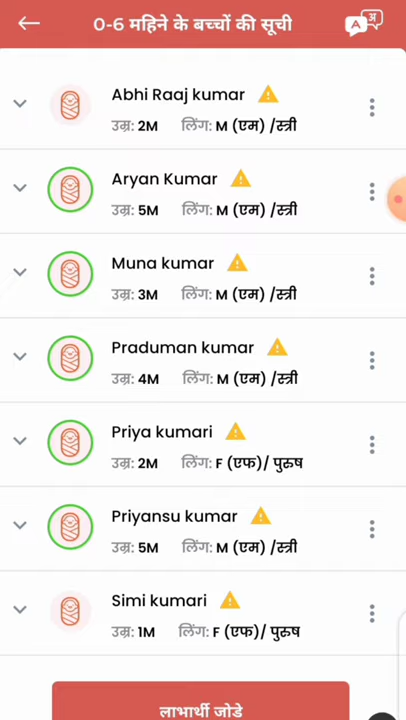 0-6 महिने के बच्चों की सूची
A अ
Abhi Raaj kumar
उम्र: 2M लिंग: M (एम) /स्त्री
Aryan Kumar
उम्र: 5M लिंग: M (एम) /स्त्री
Muna kumar
उम्र: 3M लिंग: M (एम) /स्त्री
Praduman kumar
उम्र: 4M लिंग: M (एम) /स्त्री
Priya kumari
उम्र: 2M लिंग: F (एफ)/ पुरुष
Priyansu kumar
उम्र: 5M लिंग: M (एम) /स्त्री
Simi kumari
उम्र: 1M लिंग: F (एफ)/ पुरुष
लाभार्थी जोडे